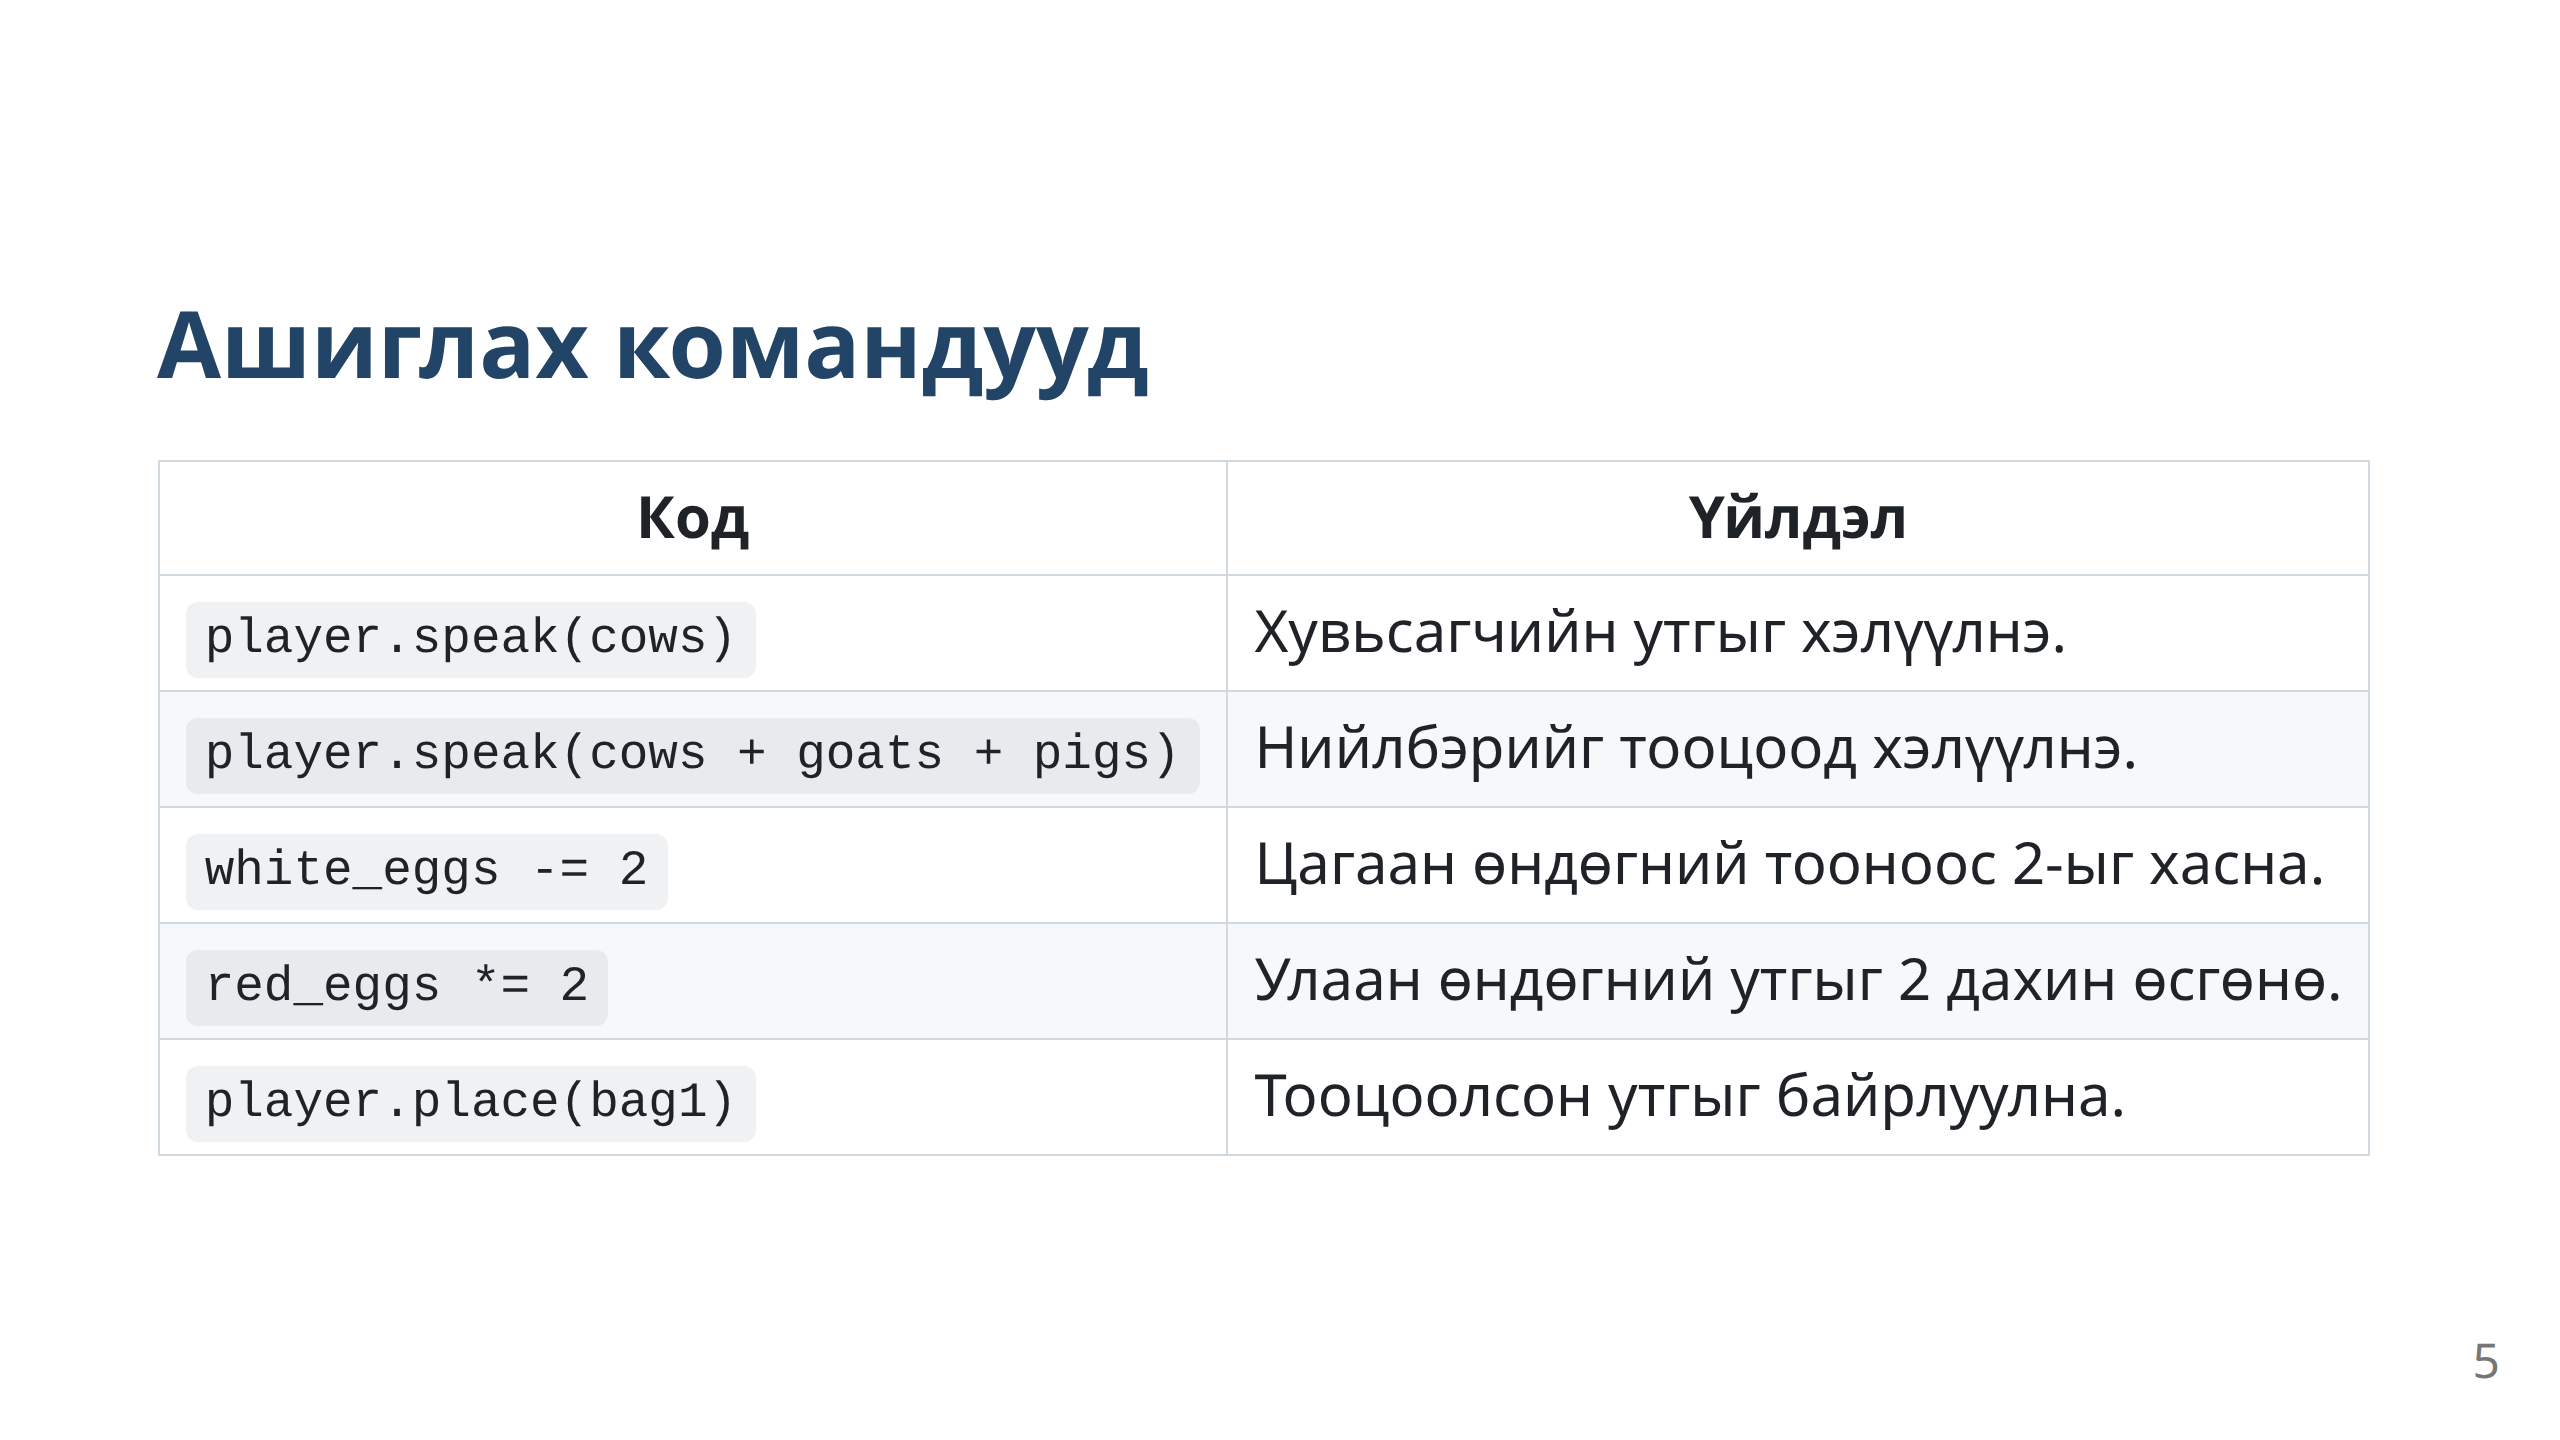 Ашиглах командууд
Код Үйлдэл
player.speak(cows) Хувьсагчийн утгыг хэлүүлнэ.
player.speak(cows + goats + pigs) Нийлбэрийг тооцоод хэлүүлнэ.
white_eggs -= 2 Цагаан өндөгний тооноос 2-ыг хасна.
red_eggs *= 2 Улаан өндөгний утгыг 2 дахин өсгөнө.
player.place(bag1) Тооцоолсон утгыг байрлуулна.
5